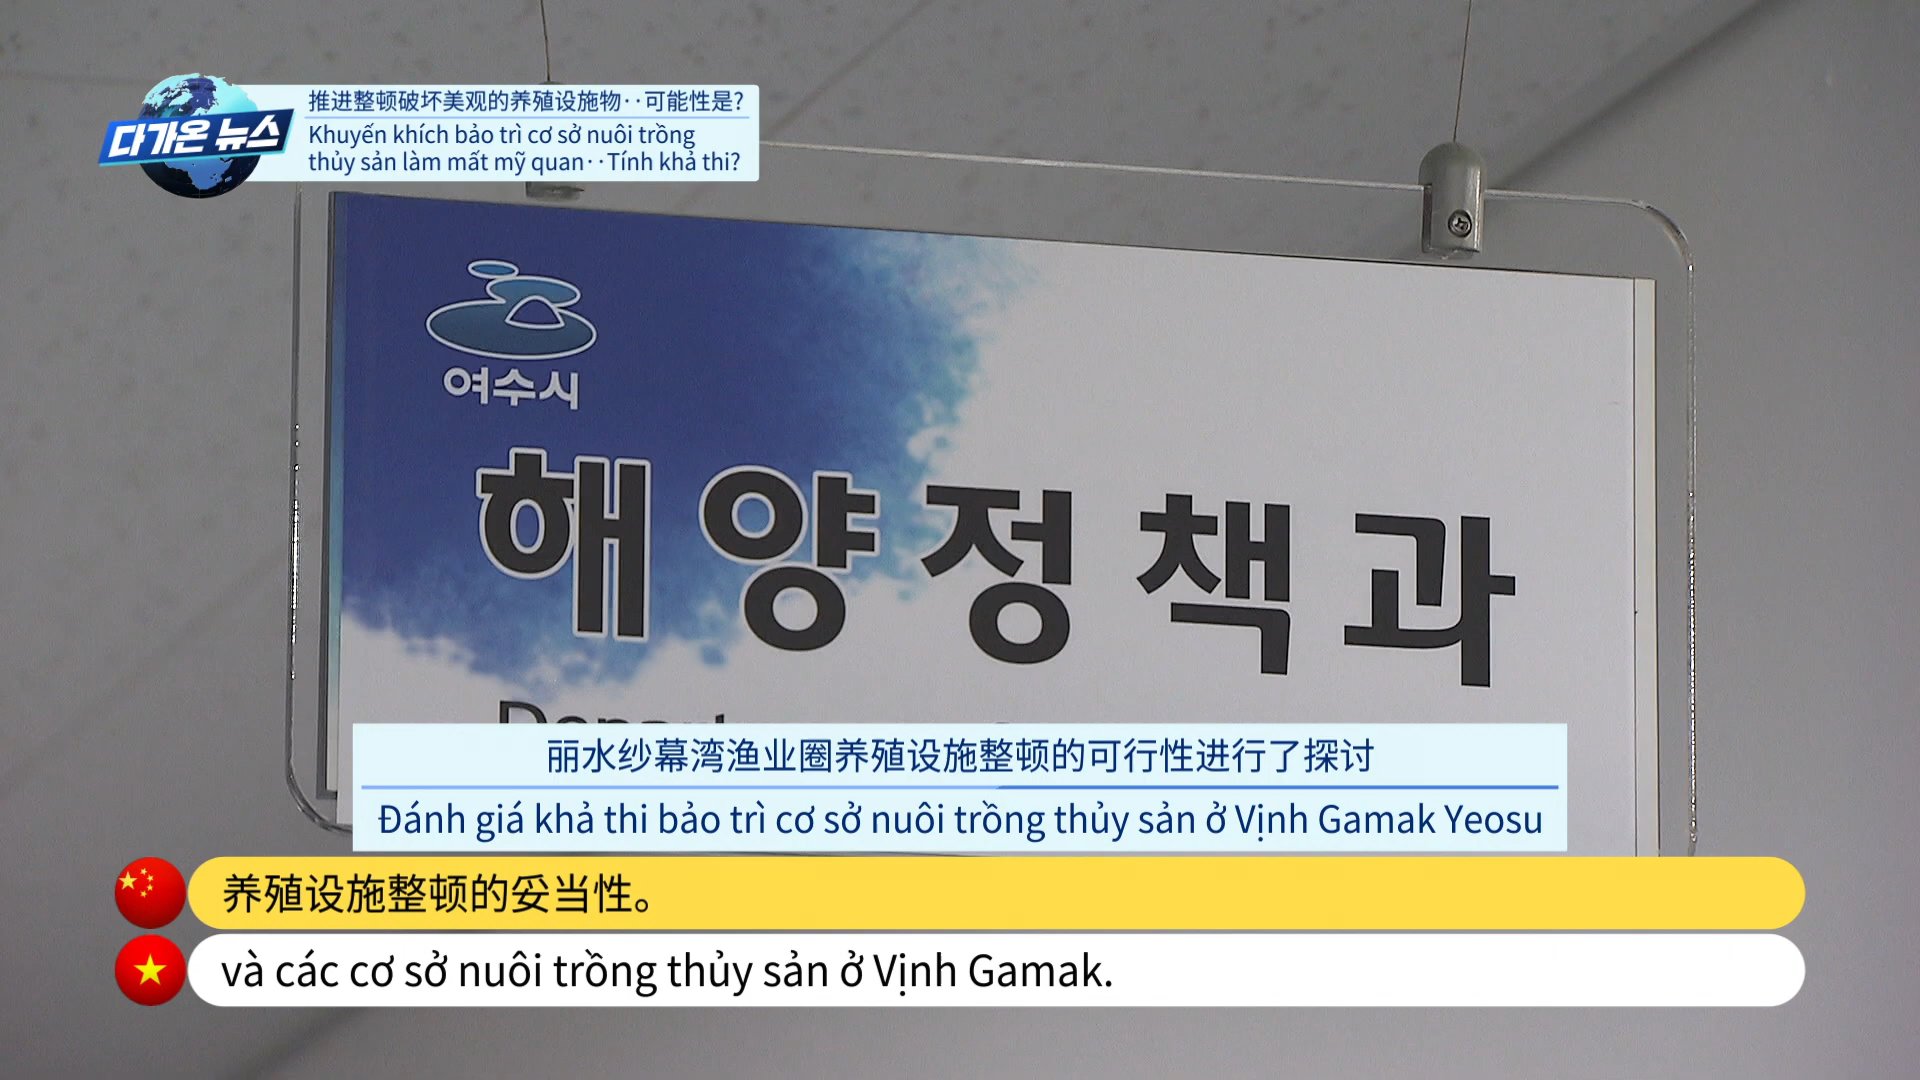 다가온 뉴스
推进整顿破坏美观的养殖设施物··可能性是?
Khuyến khích bảo trì cơ sở nuôi trồng
thủy sản làm mất mỹ quan··Tính khả thi?
여수시
해양정책과
丽水纱幕湾渔业圈养殖设施整顿的可行性进行了探讨
Đánh giá khả thi bảo trì cơ sở nuôi trồng thủy sản ở Vịnh Gamak Yeosu
养殖设施整顿的妥当性。
và các cơ sở nuôi trồng thủy sản ở Vịnh Gamak.